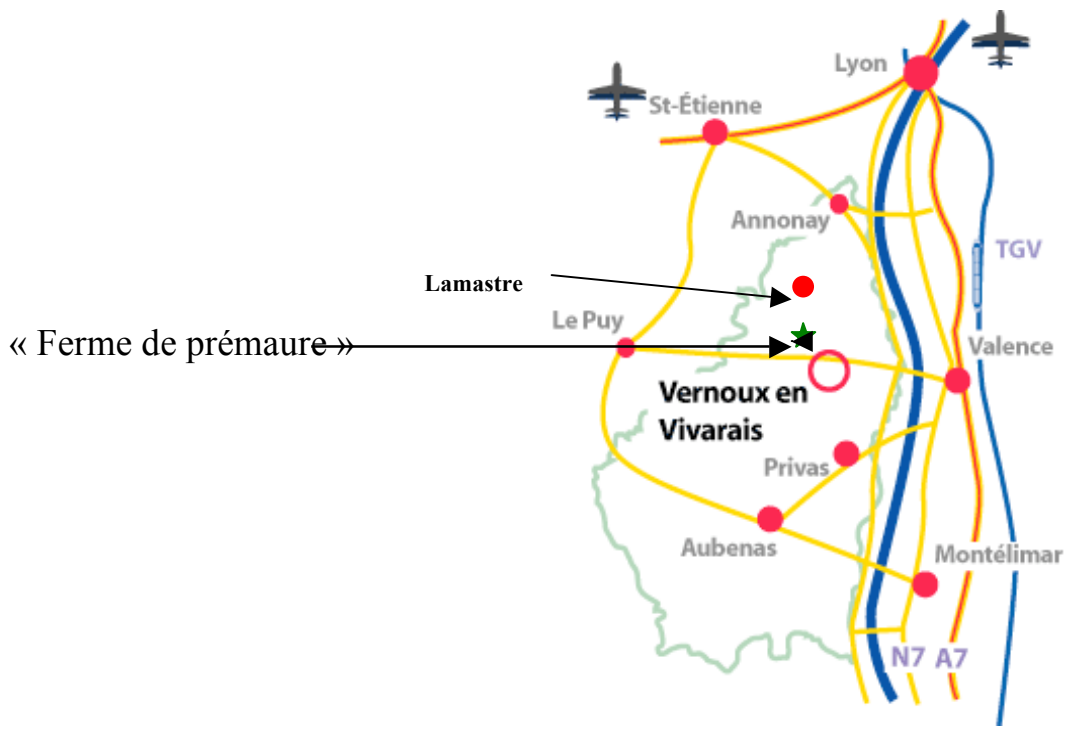 Lyon
St-Étienne
Annonay
TGV
Lamastre
Le Puy
« Ferme de prémaure »
Valence
Vernoux en
Vivarais
Privas
Aubenas
Montélimar
N7 A7